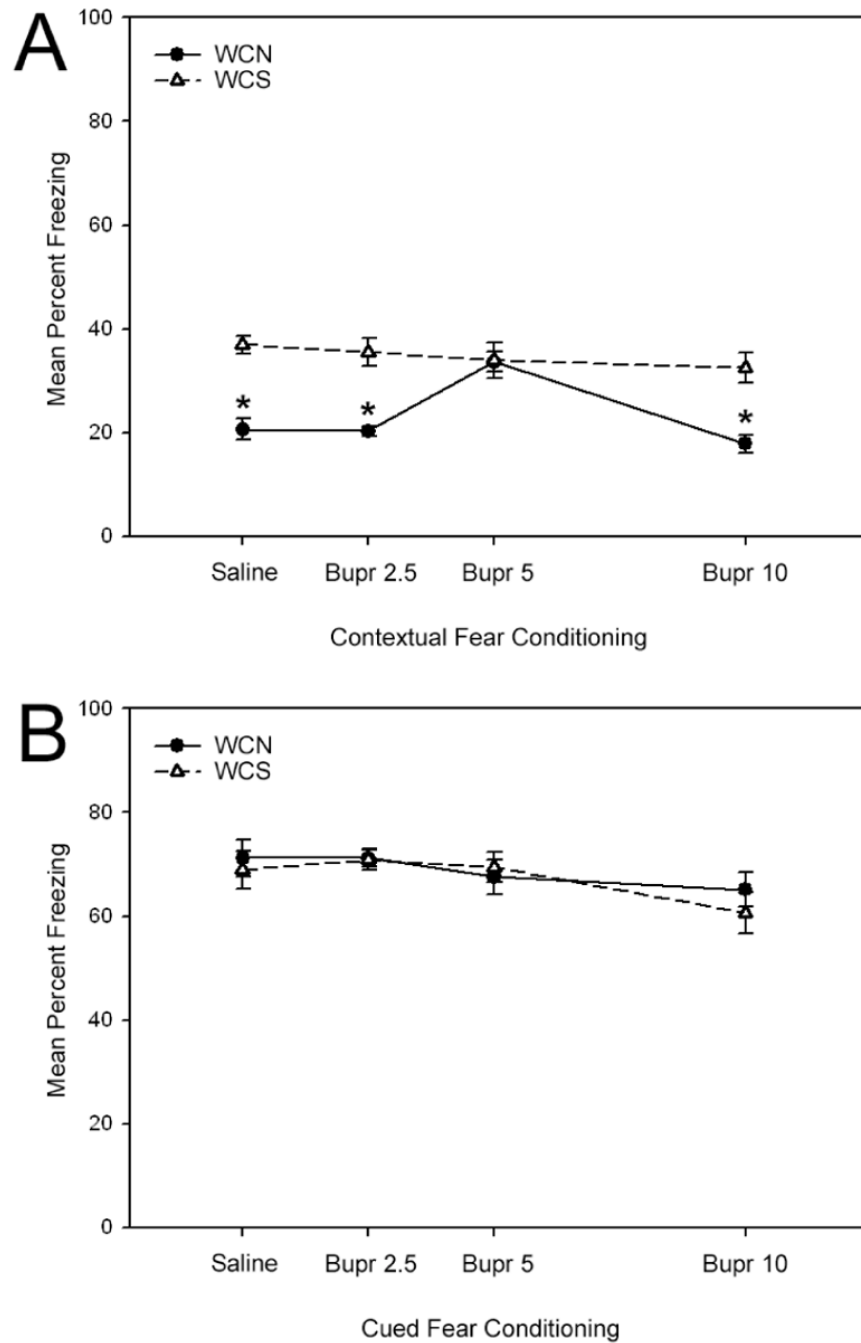 A
100
WCN
WCS
80
60
40
20
0
Mean Percent Freezing
* * *
Saline Bupr 2.5 Bupr 5 Bupr 10
Contextual Fear Conditioning
B
100
WCN
WCS
80
60
40
20
0
Mean Percent Freezing
Saline Bupr 2.5 Bupr 5 Bupr 10
Cued Fear Conditioning